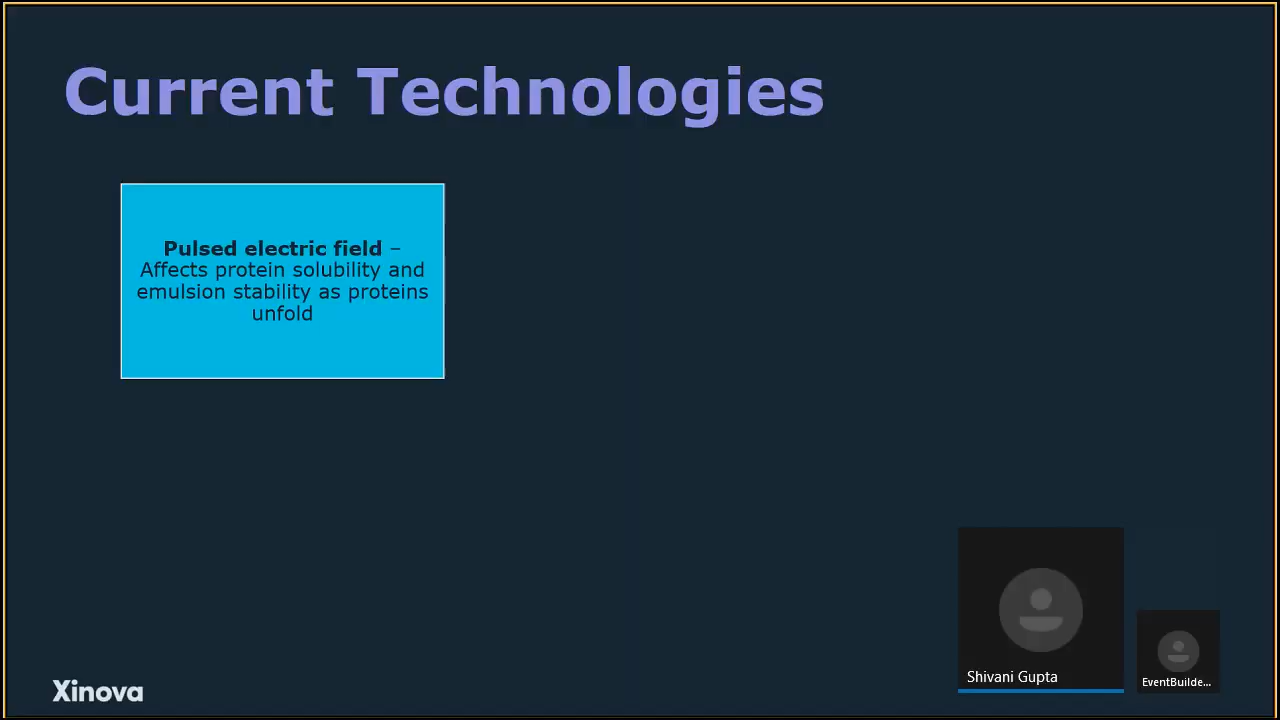 Current Technologies
Pulsed electric field –
Affects protein solubility and
emulsion stability as proteins
unfold
Shivani Gupta
EventBuilde...
Xinova